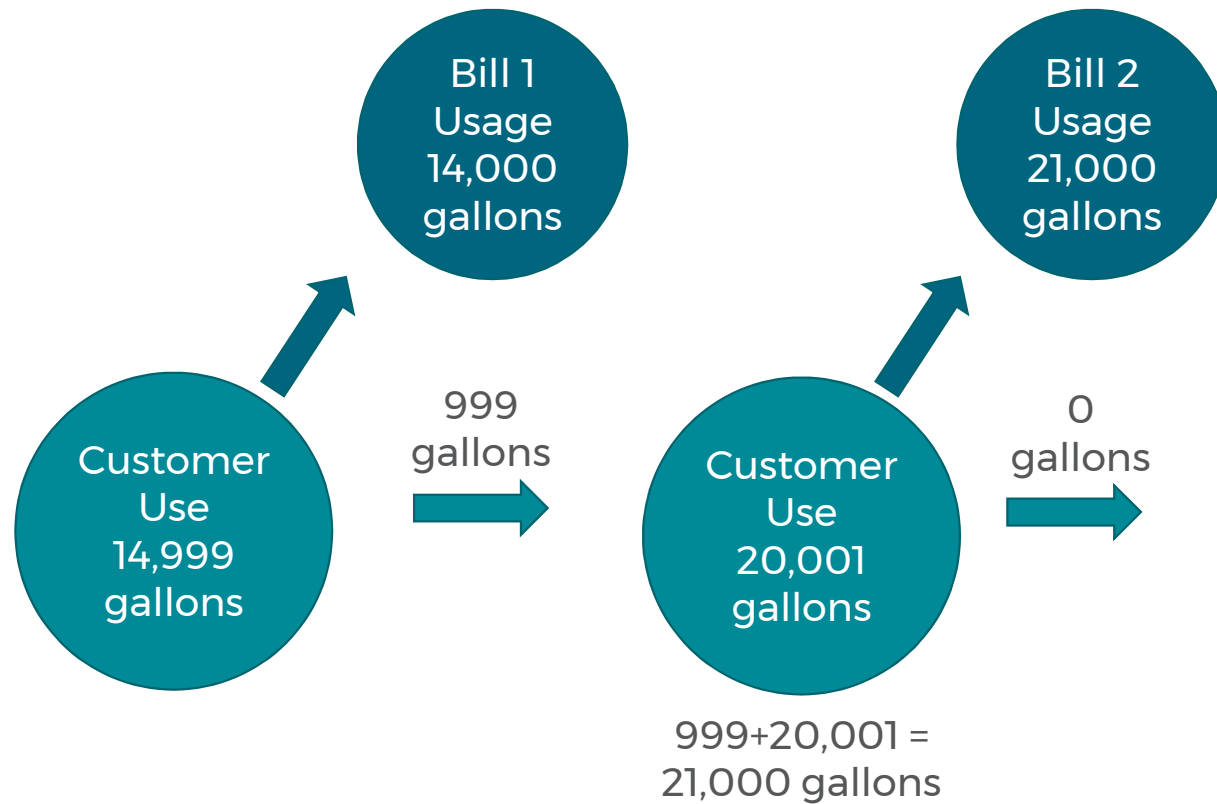 Bill 1
Usage
14,000
gallons
Bill 2
Usage
21,000
gallons
Customer
Use
14,999
gallons
999
gallons
Customer
Use
20,001
gallons
0
gallons
999+20,001 =
21,000 gallons